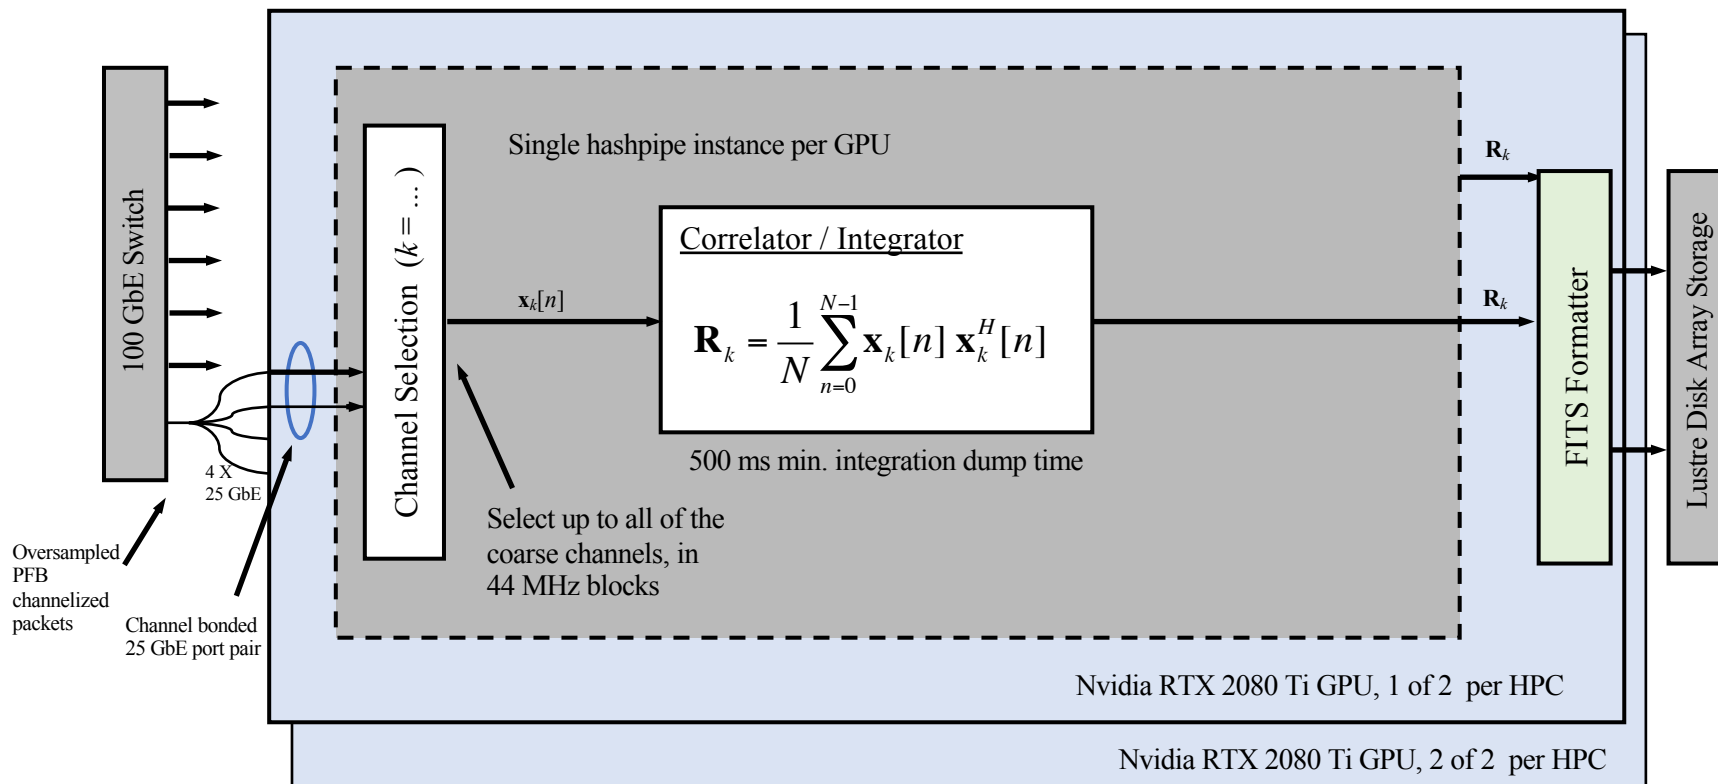 100 GbE Switch
4 X
25 GbE
Oversampled
PFB
channelized
packets
Channel bonded
25 GbE port pair
Channel Selection (k = ...)
Single hashpipe instance per GPU
x_k[n]
Correlator / Integrator
R_k = \frac{1}{N} \sum_{n=0}^{N-1} x_k[n] x_k^H[n]
500 ms min. integration dump time
Select up to all of the
coarse channels, in
44 MHz blocks
R_k
R_k
FITS Formatter
Lustre Disk Array Storage
Nvidia RTX 2080 Ti GPU, 1 of 2 per HPC
Nvidia RTX 2080 Ti GPU, 2 of 2 per HPC